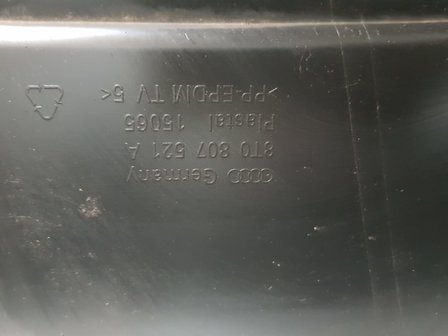 Germany
8T0 807 521 A
Plastal 15065
>PP-EPDM TV 5<